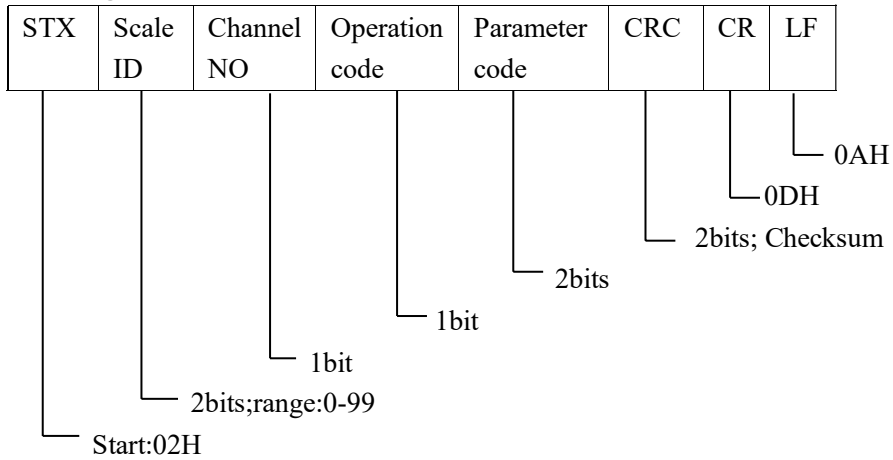 STX Scale ID Channel NO Operation code Parameter code CRC CR LF
0AH
0DH
2bits; Checksum
2bits
1bit
1bit
2bits;range:0-99
Start:02H